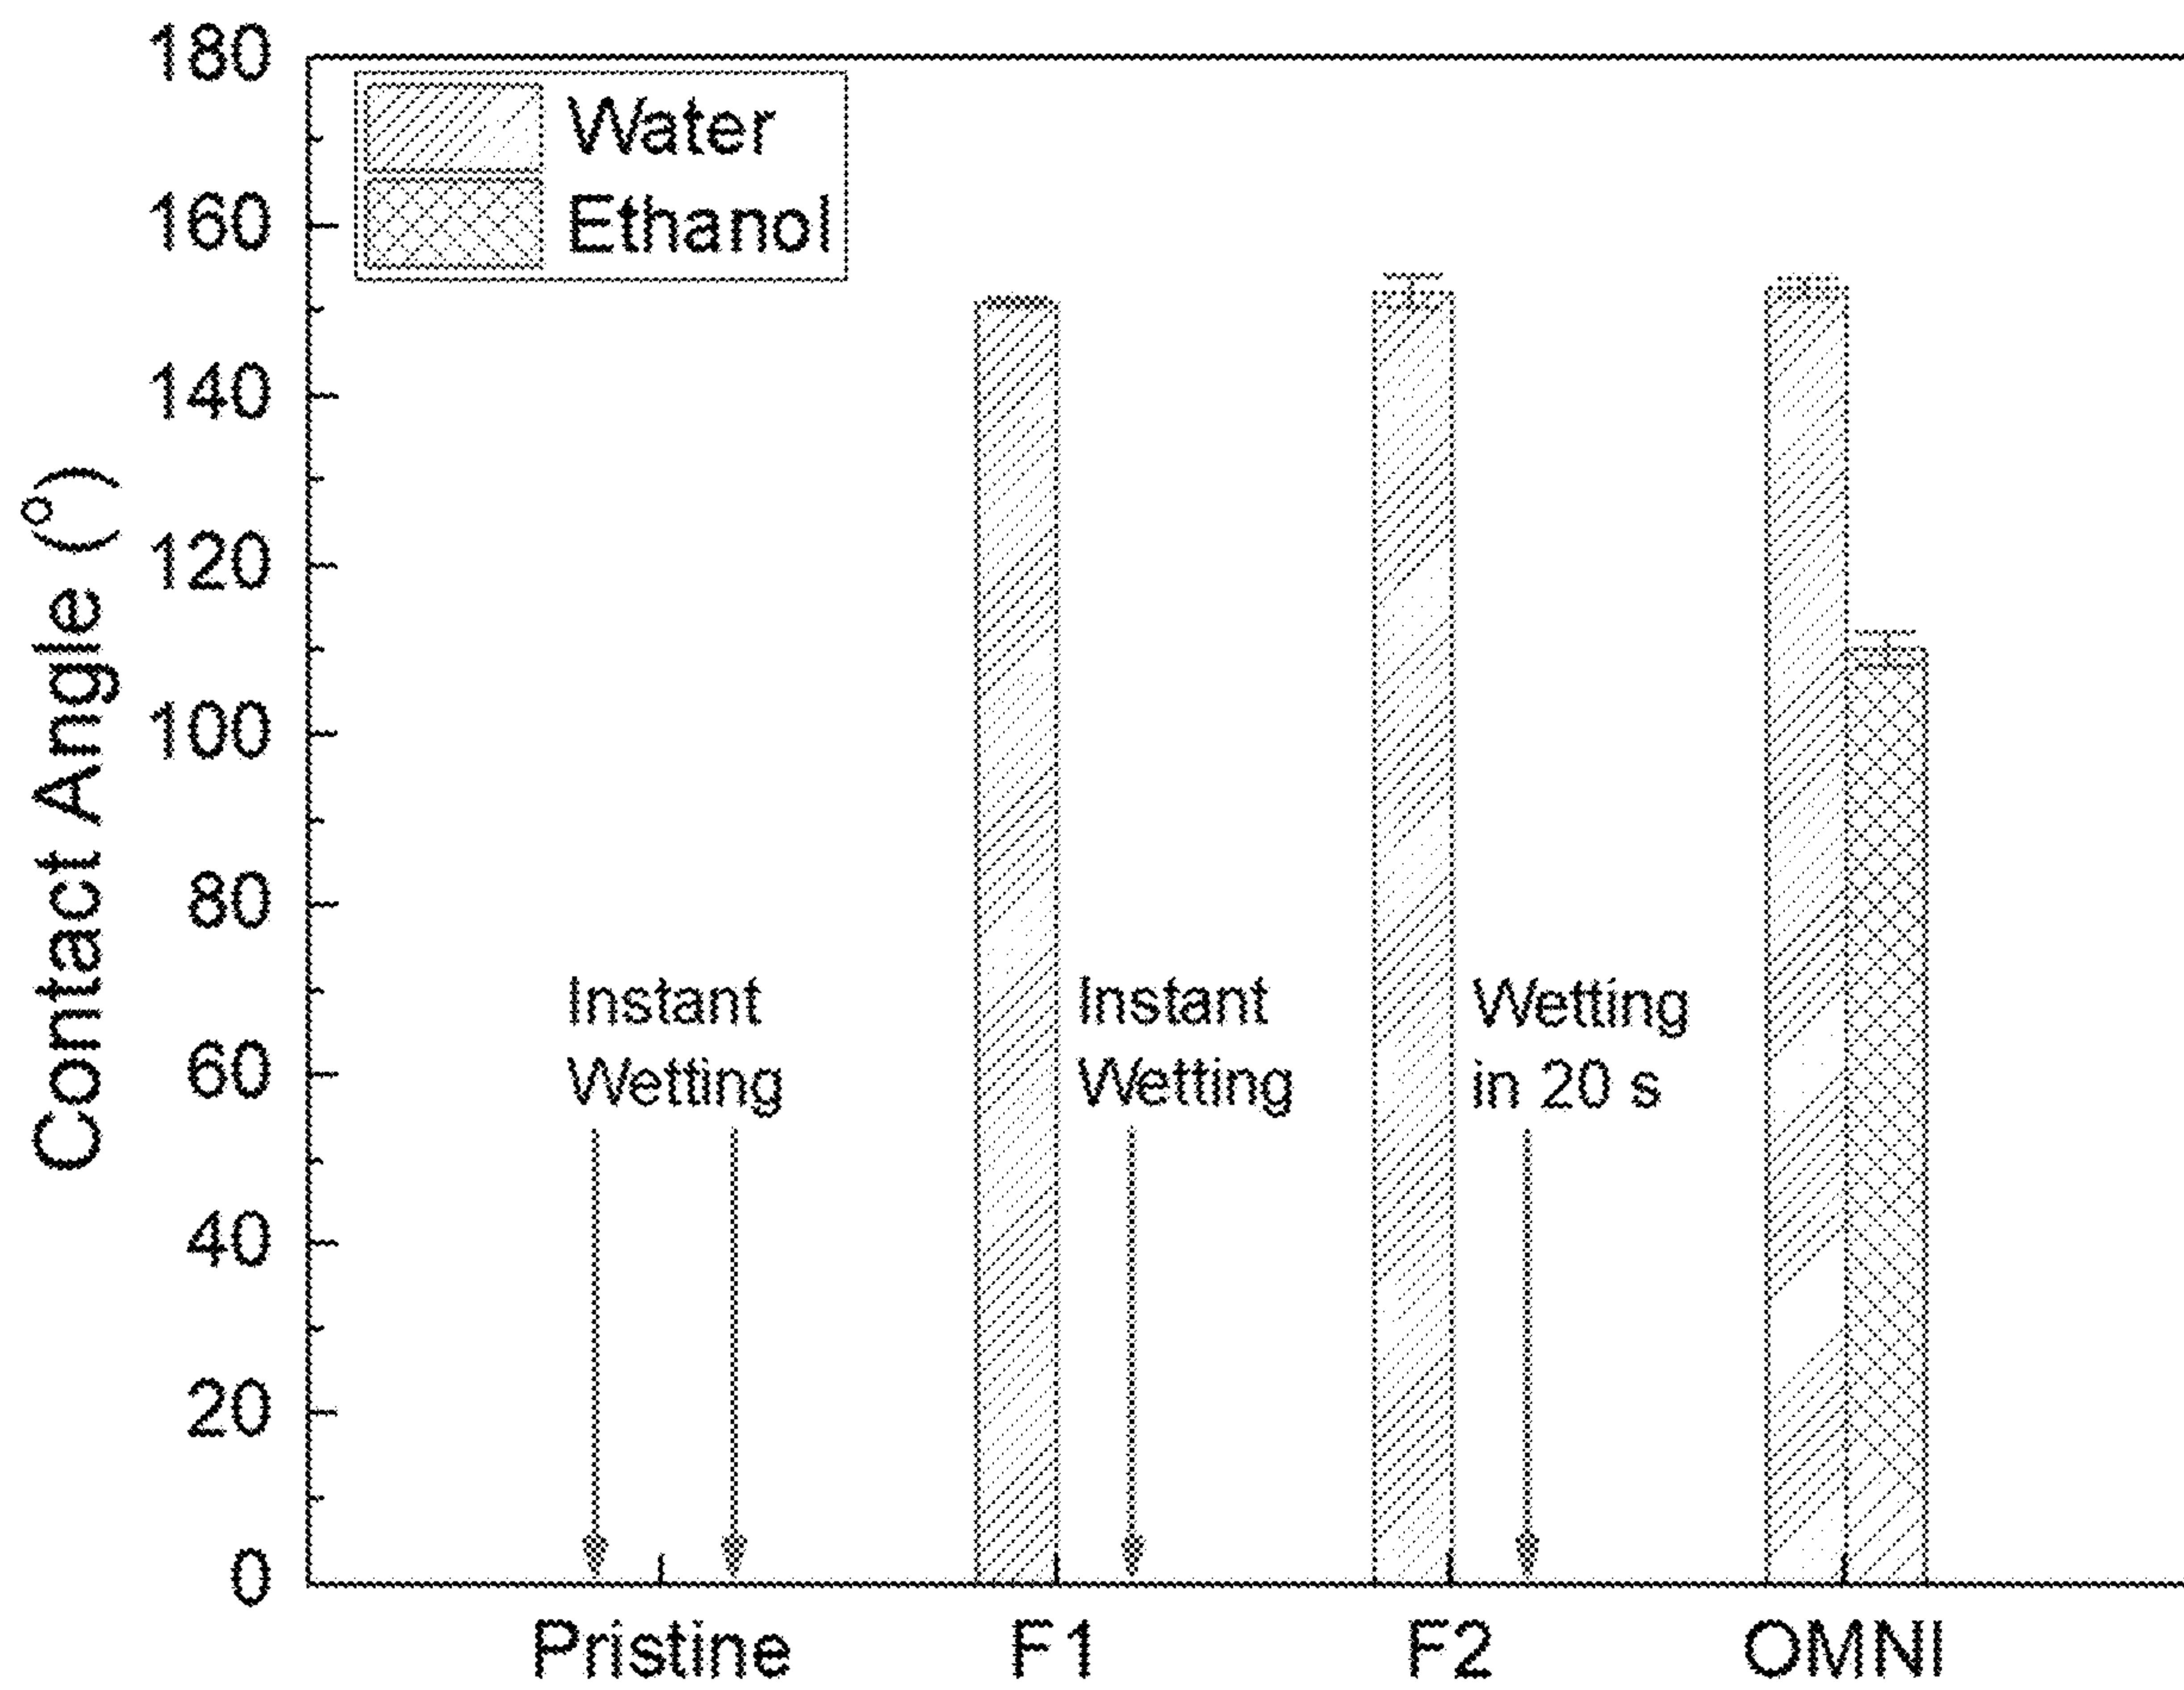 Contact Angle (°)
180
160
140
120
100
80
60
40
20
0
Water
Ethanol
Instant
Wetting
Instant
Wetting
Wetting
in 20 s
Pristine
F1
F2
OMNI